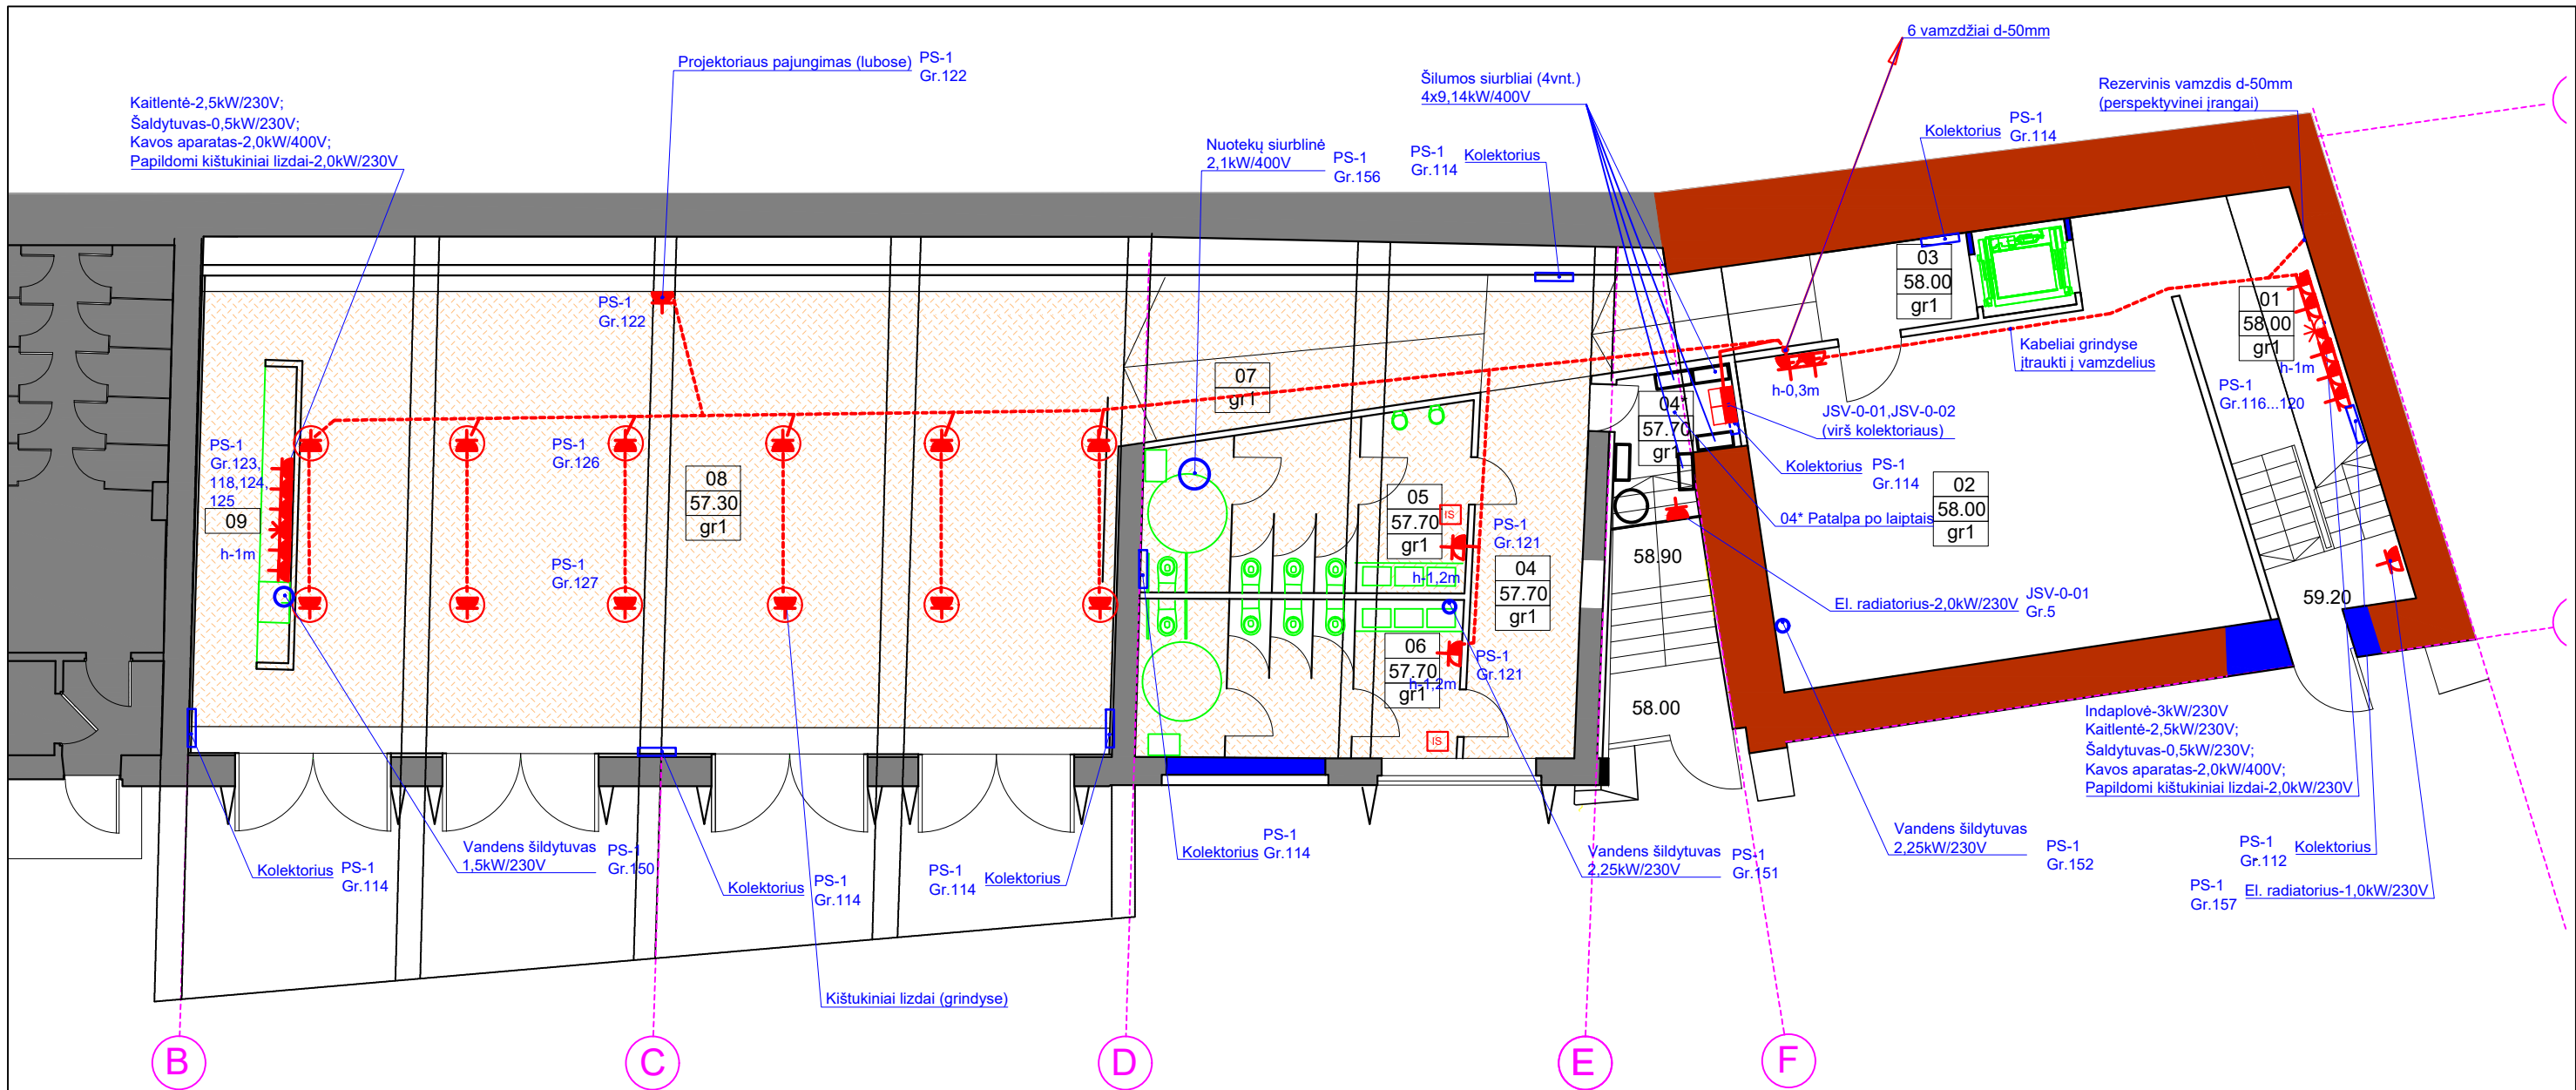 6 vamzdžiai d-50mm
Projektoriaus pajungimas (lubose)
PS-1
Gr.122
Šilumos siurbliai (4vnt.)
4x9,14kW/400V
Rezervinis vamzdis d-50mm
(perspektyvinei įrangai)
Kaitlentė-2,5kW/230V;
Šaldytuvas-0,5kW/230V;
Kavos aparatas-2,0kW/400V;
Papildomi kištukiniai lizdai-2,0kW/230V
Nuotekų siurblinė
2,1kW/400V
PS-1
Gr.156
PS-1
Gr.114
Kolektorius
Kolektorius
PS-1
Gr.114
03
58.00
gr1
01
58.00
gr1
PS-1
Gr.122
Kabeliai grindyse
įtraukti į vamzdelius
h-1m
PS-1
Gr.116...120
07
gr1
h-0,3m
04*
57.70
gr1
JSV-0-01,JSV-0-02
(virš kolektoriaus)
Kolektorius
PS-1
Gr.114
02
58.00
gr1
04* Patalpa po laiptais
PS-1
Gr.123,
118,124,
125
09
h-1m
PS-1
Gr.126
08
57.30
gr1
PS-1
Gr.127
05
57.70
gr1
IS
PS-1
Gr.121
h-1,2m
04
57.70
gr1
58.90
El. radiatorius-2,0kW/230V
JSV-0-01
Gr.5
59.20
06
57.70
gr1
h-1,2m
PS-1
Gr.121
IS
58.00
Indaplovė-3kW/230V
Kaitlentė-2,5kW/230V;
Šaldytuvas-0,5kW/230V;
Kavos aparatas-2,0kW/400V;
Papildomi kištukiniai lizdai-2,0kW/230V
Kolektorius
PS-1
Gr.114
Vandens šildytuvas
1,5kW/230V
PS-1
Gr.150
Kolektorius
PS-1
Gr.114
PS-1
Gr.114
Kolektorius
Kolektorius
PS-1
Gr.114
Vandens šildytuvas
2,25kW/230V
PS-1
Gr.151
Vandens šildytuvas
2,25kW/230V
PS-1
Gr.152
PS-1
Gr.112
Kolektorius
PS-1
Gr.157
El. radiatorius-1,0kW/230V
Kištukiniai lizdai (grindyse)
B
C
D
E
F